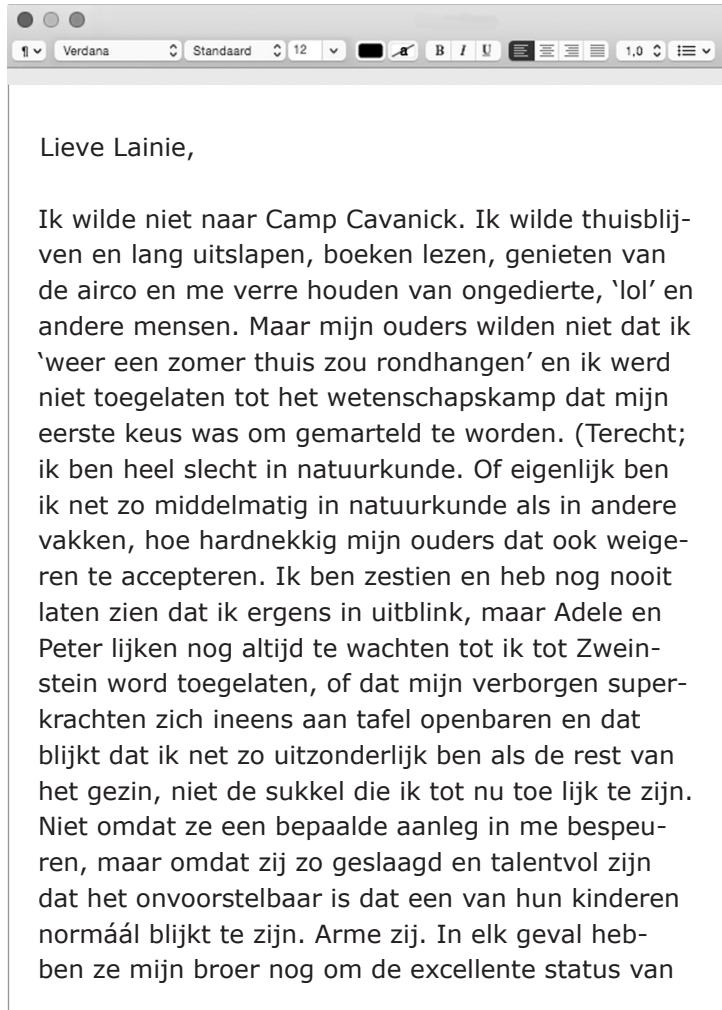 Verdana Standaard 12 a B I U 1,0
Lieve Lainie,
Ik wilde niet naar Camp Cavanick. Ik wilde thuisblij-
ven en lang uitslapen, boeken lezen, genieten van
de airco en me verre houden van ongedierte, ‘lol’ en
andere mensen. Maar mijn ouders wilden niet dat ik
‘weer een zomer thuis zou rondhangen’ en ik werd
niet toegelaten tot het wetenschapskamp dat mijn
eerste keus was om gemarteld te worden. (Terecht;
ik ben heel slecht in natuurkunde. Of eigenlijk ben
ik net zo middelmatig in natuurkunde als in andere
vakken, hoe hardnekkig mijn ouders dat ook weige-
ren te accepteren. Ik ben zestien en heb nog nooit
laten zien dat ik ergens in uitblink, maar Adele en
Peter lijken nog altijd te wachten tot ik tot Zwein-
stein word toegelaten, of dat mijn verborgen super-
krachten zich ineens aan tafel openbaren en dat
blijkt dat ik net zo uitzonderlijk ben als de rest van
het gezin, niet de sukkel die ik tot nu toe lijk te zijn.
Niet omdat ze een bepaalde aanleg in me bespeu-
ren, maar omdat zij zo geslaagd en talentvol zijn
dat het onvoorstelbaar is dat een van hun kinderen
normáál blijkt te zijn. Arme zij. In elk geval heb-
ben ze mijn broer nog om de excellente status van